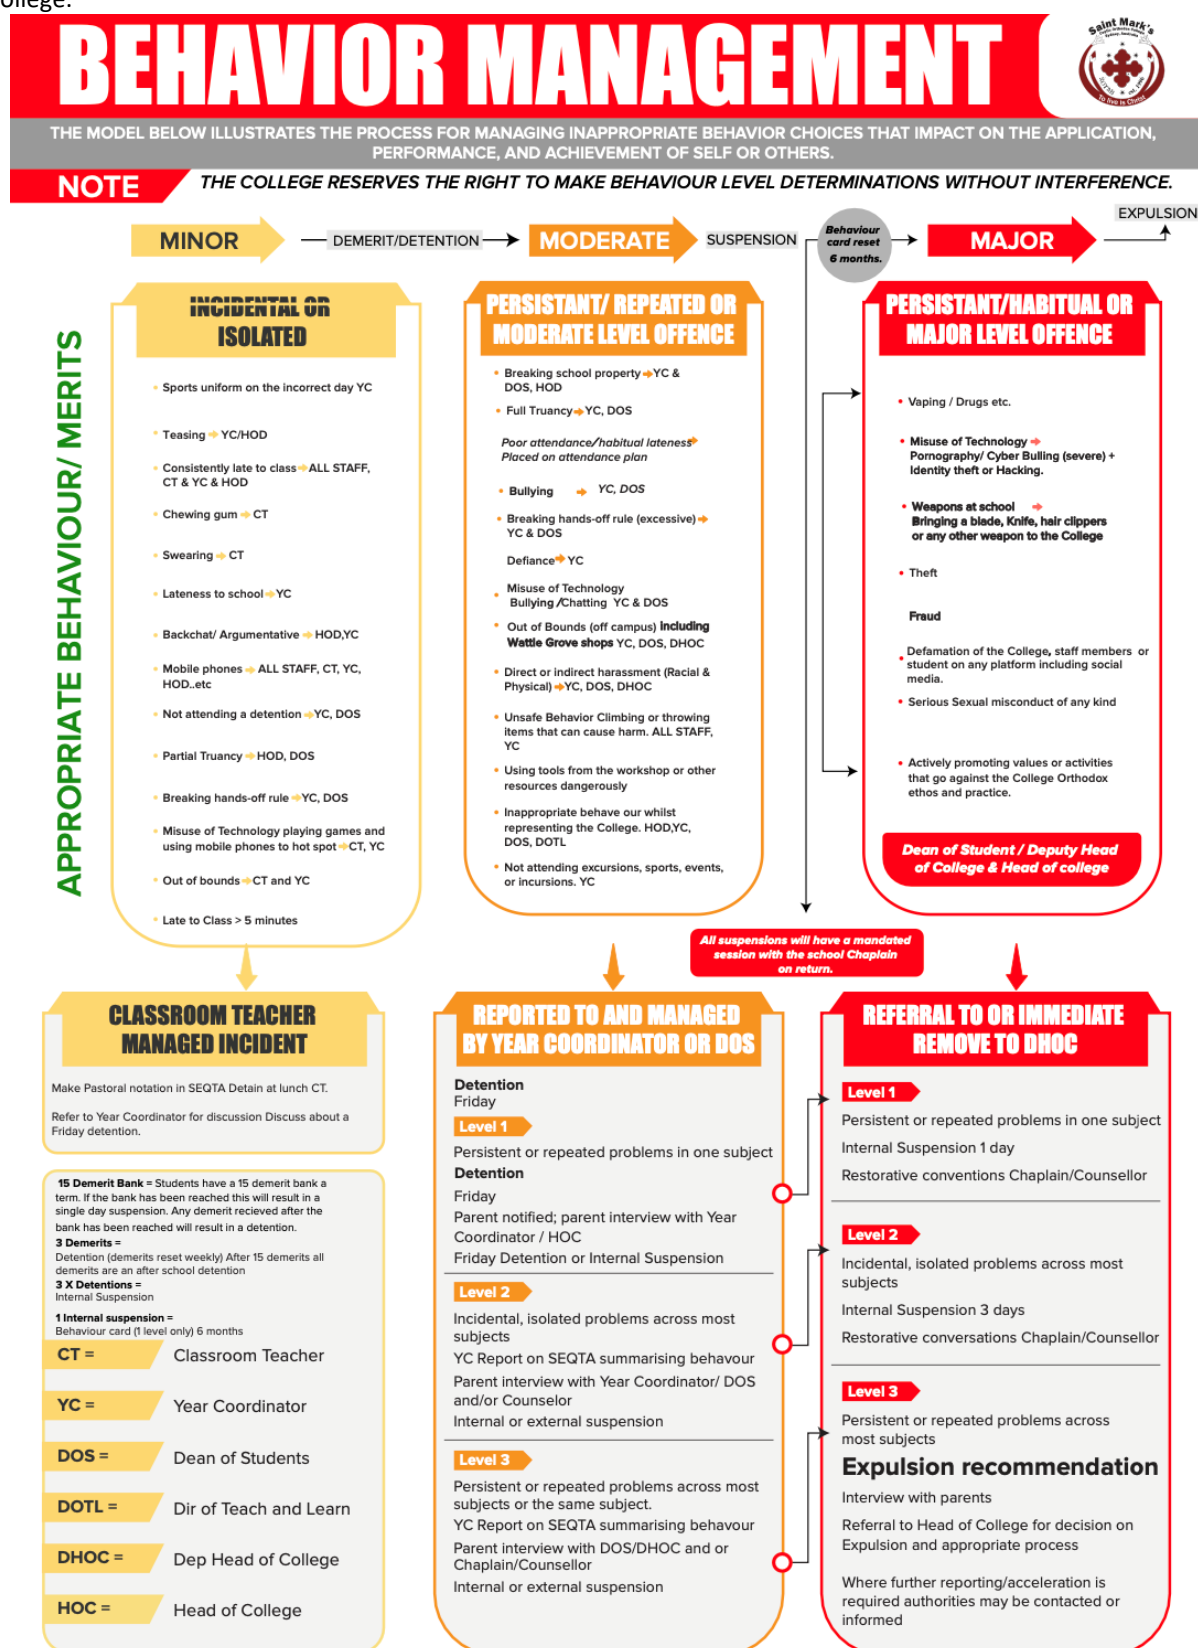 ollege.
BEHAVIOR MANAGEMENT
Saint Mark's
To live is Christ
THE MODEL BELOW ILLUSTRATES THE PROCESS FOR MANAGING INAPPROPRIATE BEHAVIOR CHOICES THAT IMPACT ON THE APPLICATION,
PERFORMANCE, AND ACHIEVEMENT OF SELF OR OTHERS.
NOTE
THE COLLEGE RESERVES THE RIGHT TO MAKE BEHAVIOUR LEVEL DETERMINATIONS WITHOUT INTERFERENCE.
MINOR
DEMERIT/DETENTION
MODERATE
SUSPENSION
Behaviour
card reset
6 months.
MAJOR
EXPULSION
APPROPRIATE BEHAVIOUR/ MERITS
INCIDENTAL OR
ISOLATED
Sports uniform on the incorrect day YC
Teasing YC/HOD
Consistently late to class ALL STAFF,
CT & YC & HOD
Chewing gum CT
Swearing CT
Lateness to school YC
Backchat/ Argumentative HOD,YC
Mobile phones ALL STAFF, CT, YC,
HOD..etc
Not attending a detention YC, DOS
Partial Truancy HOD, DOS
Breaking hands-off rule YC, DOS
Misuse of Technology playing games and
using mobile phones to hot spot CT, YC
Out of bounds CT and YC
Late to Class > 5 minutes
PERSISTANT/ REPEATED OR
MODERATE LEVEL OFFENCE
Breaking school property YC &
DOS, HOD
Full Truancy YC, DOS
Poor attendance/habitual lateness
Placed on attendance plan
Bullying YC, DOS
Breaking hands-off rule (excessive)
YC & DOS
Defiance YC
Misuse of Technology
Bullying /Chatting YC & DOS
Out of Bounds (off campus) including
Wattle Grove shops YC, DOS, DHOC
Direct or indirect harassment (Racial &
Physical) YC, DOS, DHOC
Unsafe Behavior Climbing or throwing
items that can cause harm. ALL STAFF,
YC
Using tools from the workshop or other
resources dangerously
Inappropriate behave our whilst
representing the College. HOD,YC,
DOS, DOTL
Not attending excursions, sports, events,
or incursions. YC
PERSISTANT/HABITUAL OR
MAJOR LEVEL OFFENCE
Vaping / Drugs etc.
Misuse of Technology
Pornography/ Cyber Bulling (severe) +
Identity theft or Hacking.
Weapons at school
Bringing a blade, Knife, hair clippers
or any other weapon to the College
Theft
Fraud
Defamation of the College, staff members or
student on any platform including social
media.
Serious Sexual misconduct of any kind
Actively promoting values or activities
that go against the College Orthodox
ethos and practice.
Dean of Student / Deputy Head
of College & Head of college
All suspensions will have a mandated
session with the school Chaplain
on return.
CLASSROOM TEACHER
MANAGED INCIDENT
Make Pastoral notation in SEQTA Detain at lunch CT.
Refer to Year Coordinator for discussion Discuss about a
Friday detention.
15 Demerit Bank = Students have a 15 demerit bank a
term. If the bank has been reached this will result in a
single day suspension. Any demerit recieved after the
bank has been reached will result in a detention.
3 Demerits =
Detention (demerits reset weekly) After 15 demerits all
demerits are an after school detention
3 X Detentions =
Internal Suspension
1 Internal suspension =
Behaviour card (1 level only) 6 months
CT = Classroom Teacher
YC = Year Coordinator
DOS = Dean of Students
DOTL = Dir of Teach and Learn
DHOC = Dep Head of College
HOC = Head of College
REPORTED TO AND MANAGED
BY YEAR COORDINATOR OR DOS
Detention
Friday
Level 1
Persistent or repeated problems in one subject
Detention
Friday
Parent notified; parent interview with Year
Coordinator / HOC
Friday Detention or Internal Suspension
Level 2
Incidental, isolated problems across most
subjects
YC Report on SEQTA summarising behavour
Parent interview with Year Coordinator/ DOS
and/or Counselor
Internal or external suspension
Level 3
Persistent or repeated problems across most
subjects or the same subject.
YC Report on SEQTA summarising behavour
Parent interview with DOS/DHOC and or
Chaplain/Counsellor
Internal or external suspension
REFERRAL TO OR IMMEDIATE
REMOVE TO DHOC
Level 1
Persistent or repeated problems in one subject
Internal Suspension 1 day
Restorative conventions Chaplain/Counsellor
Level 2
Incidental, isolated problems across most
subjects
Internal Suspension 3 days
Restorative conversations Chaplain/Counsellor
Level 3
Persistent or repeated problems across
most subjects
Expulsion recommendation
Interview with parents
Referral to Head of College for decision on
Expulsion and appropriate process
Where further reporting/acceleration is
required authorities may be contacted or
informed